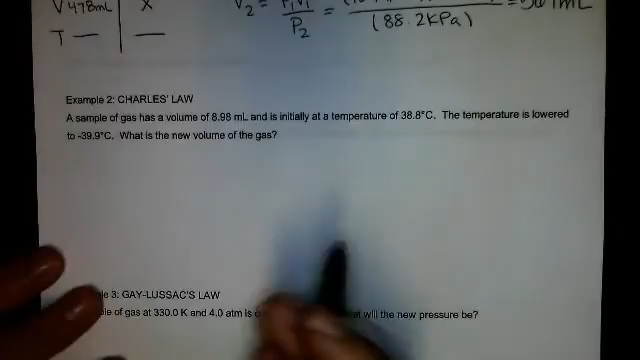 V 478mL X V₂ = P₁V₁ / P₂ = / (88.2kPa)
T — —
Example 2: CHARLES' LAW
A sample of gas has a volume of 8.98 mL and is initially at a temperature of 38.8°C. The temperature is lowered
to -39.9°C. What is the new volume of the gas?
3: GAY-LUSSAC'S LAW
of gas at 330.0 K and 4.0 atm is will the new pressure be?